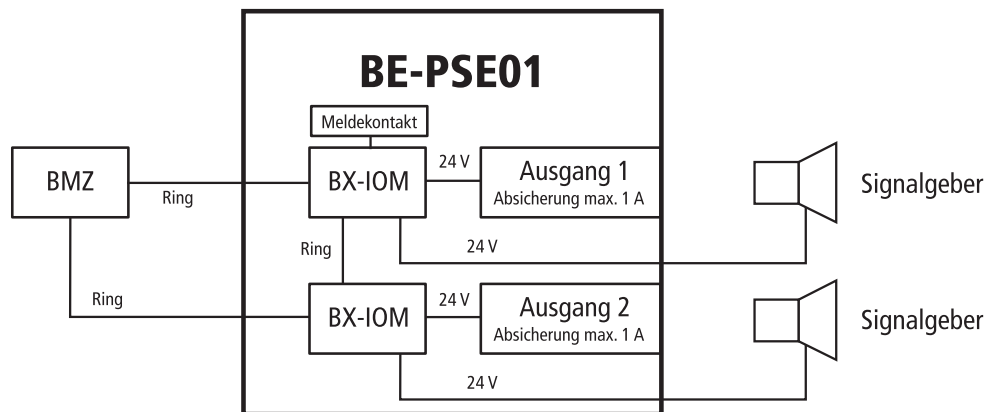 BE-PSE01
Meldekontakt
BMZ
Ring
BX-IOM
24 V
Ausgang 1
Absicherung max. 1 A
Signalgeber
Ring
24 V
Ring
BX-IOM
24 V
Ausgang 2
Absicherung max. 1 A
Signalgeber
24 V